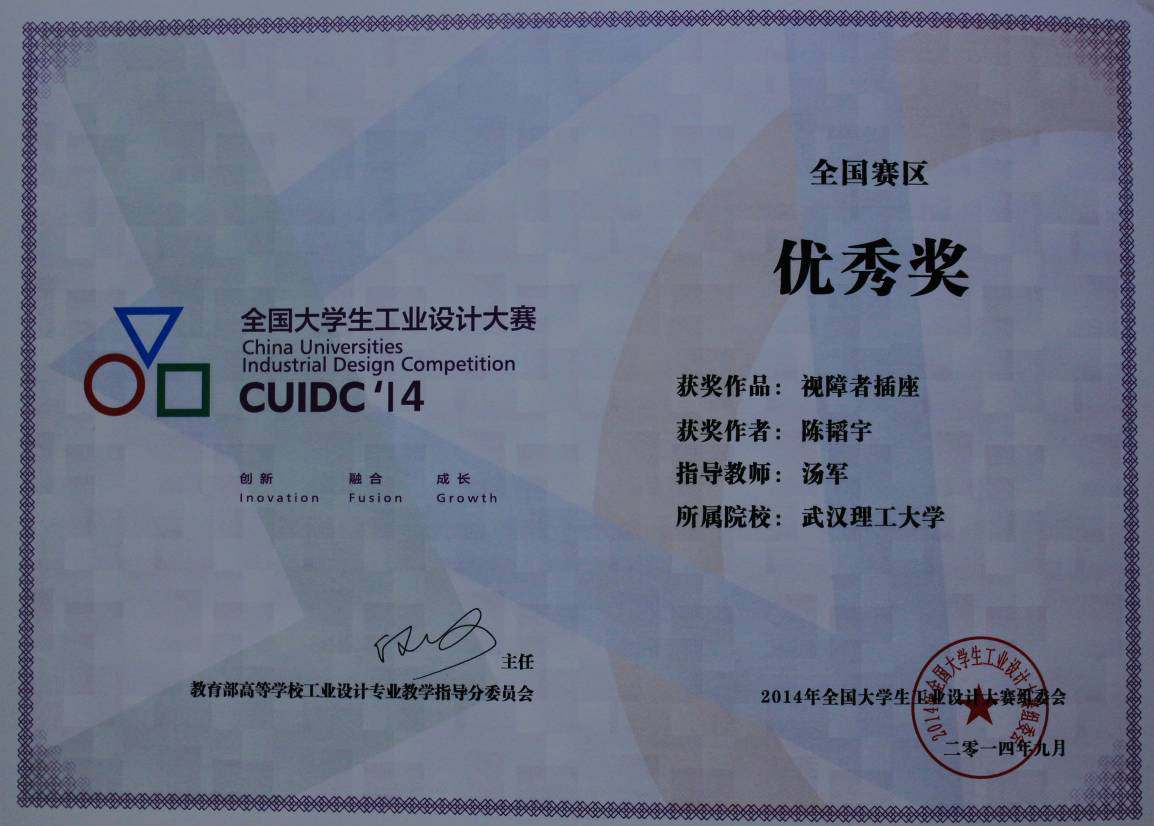 全国大学生工业设计大赛
China Universities
Industrial Design Competition
CUIDC '14
创新 融合 成长
Inovation Fusion Growth
主任
教育部高等学校工业设计专业教学指导分委员会
全国赛区
优秀奖
获奖作品： 视障者插座
获奖作者： 陈韬宇
指导教师： 汤军
所属院校： 武汉理工大学
2014年全国大学生工业设计大赛组委会
二零一四年九月
2014年全国大学生工业设计大赛组委会